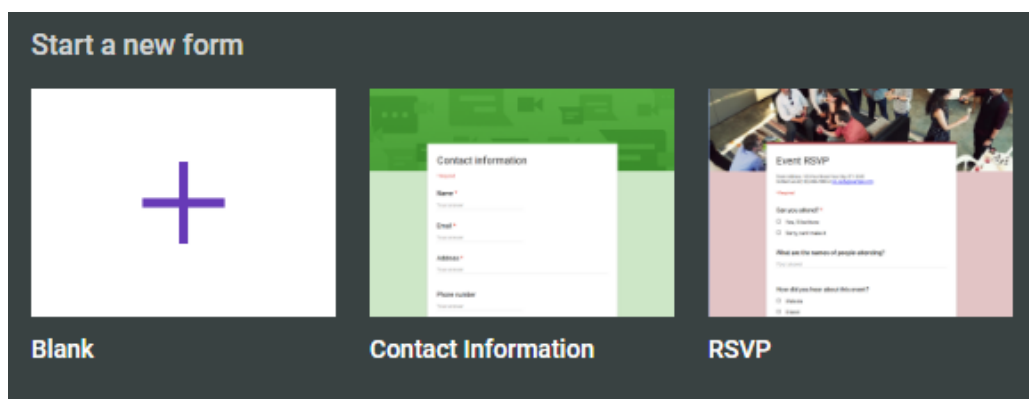 Start a new form
Contact information
Name *
Email *
Address *
Phone number
Event RSVP
Can you attend? *
What are the names of people attending?
How did you hear about this event?
Website
Blank
Contact Information
RSVP